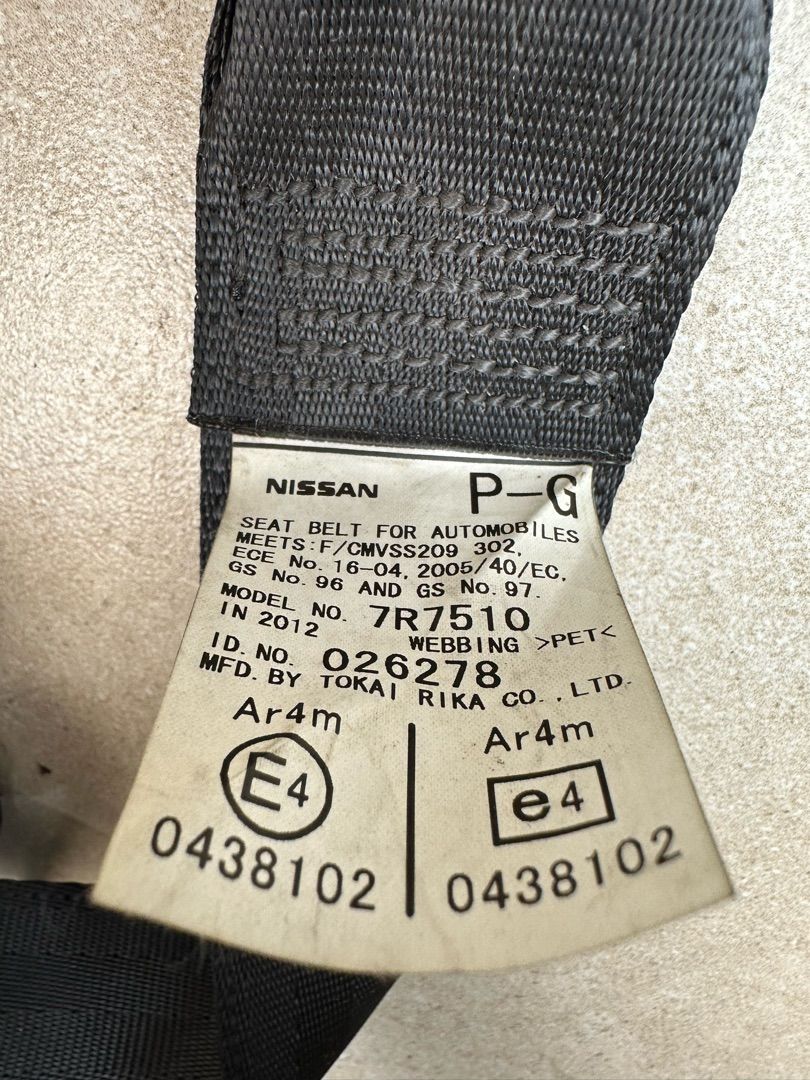 NISSAN P-G
SEAT BELT FOR AUTOMOBILES
MEETS:F/CMVSS209 302,
ECE No. 16-04, 2005/40/EC,
GS No. 96 AND GS No. 97.
MODEL NO. 7R7510
IN 2012 WEBBING >PET<
ID. NO. 026278
MFD. BY TOKAI RIKA CO., LTD.
Ar4m Ar4m
E4 e4
0438102 0438102